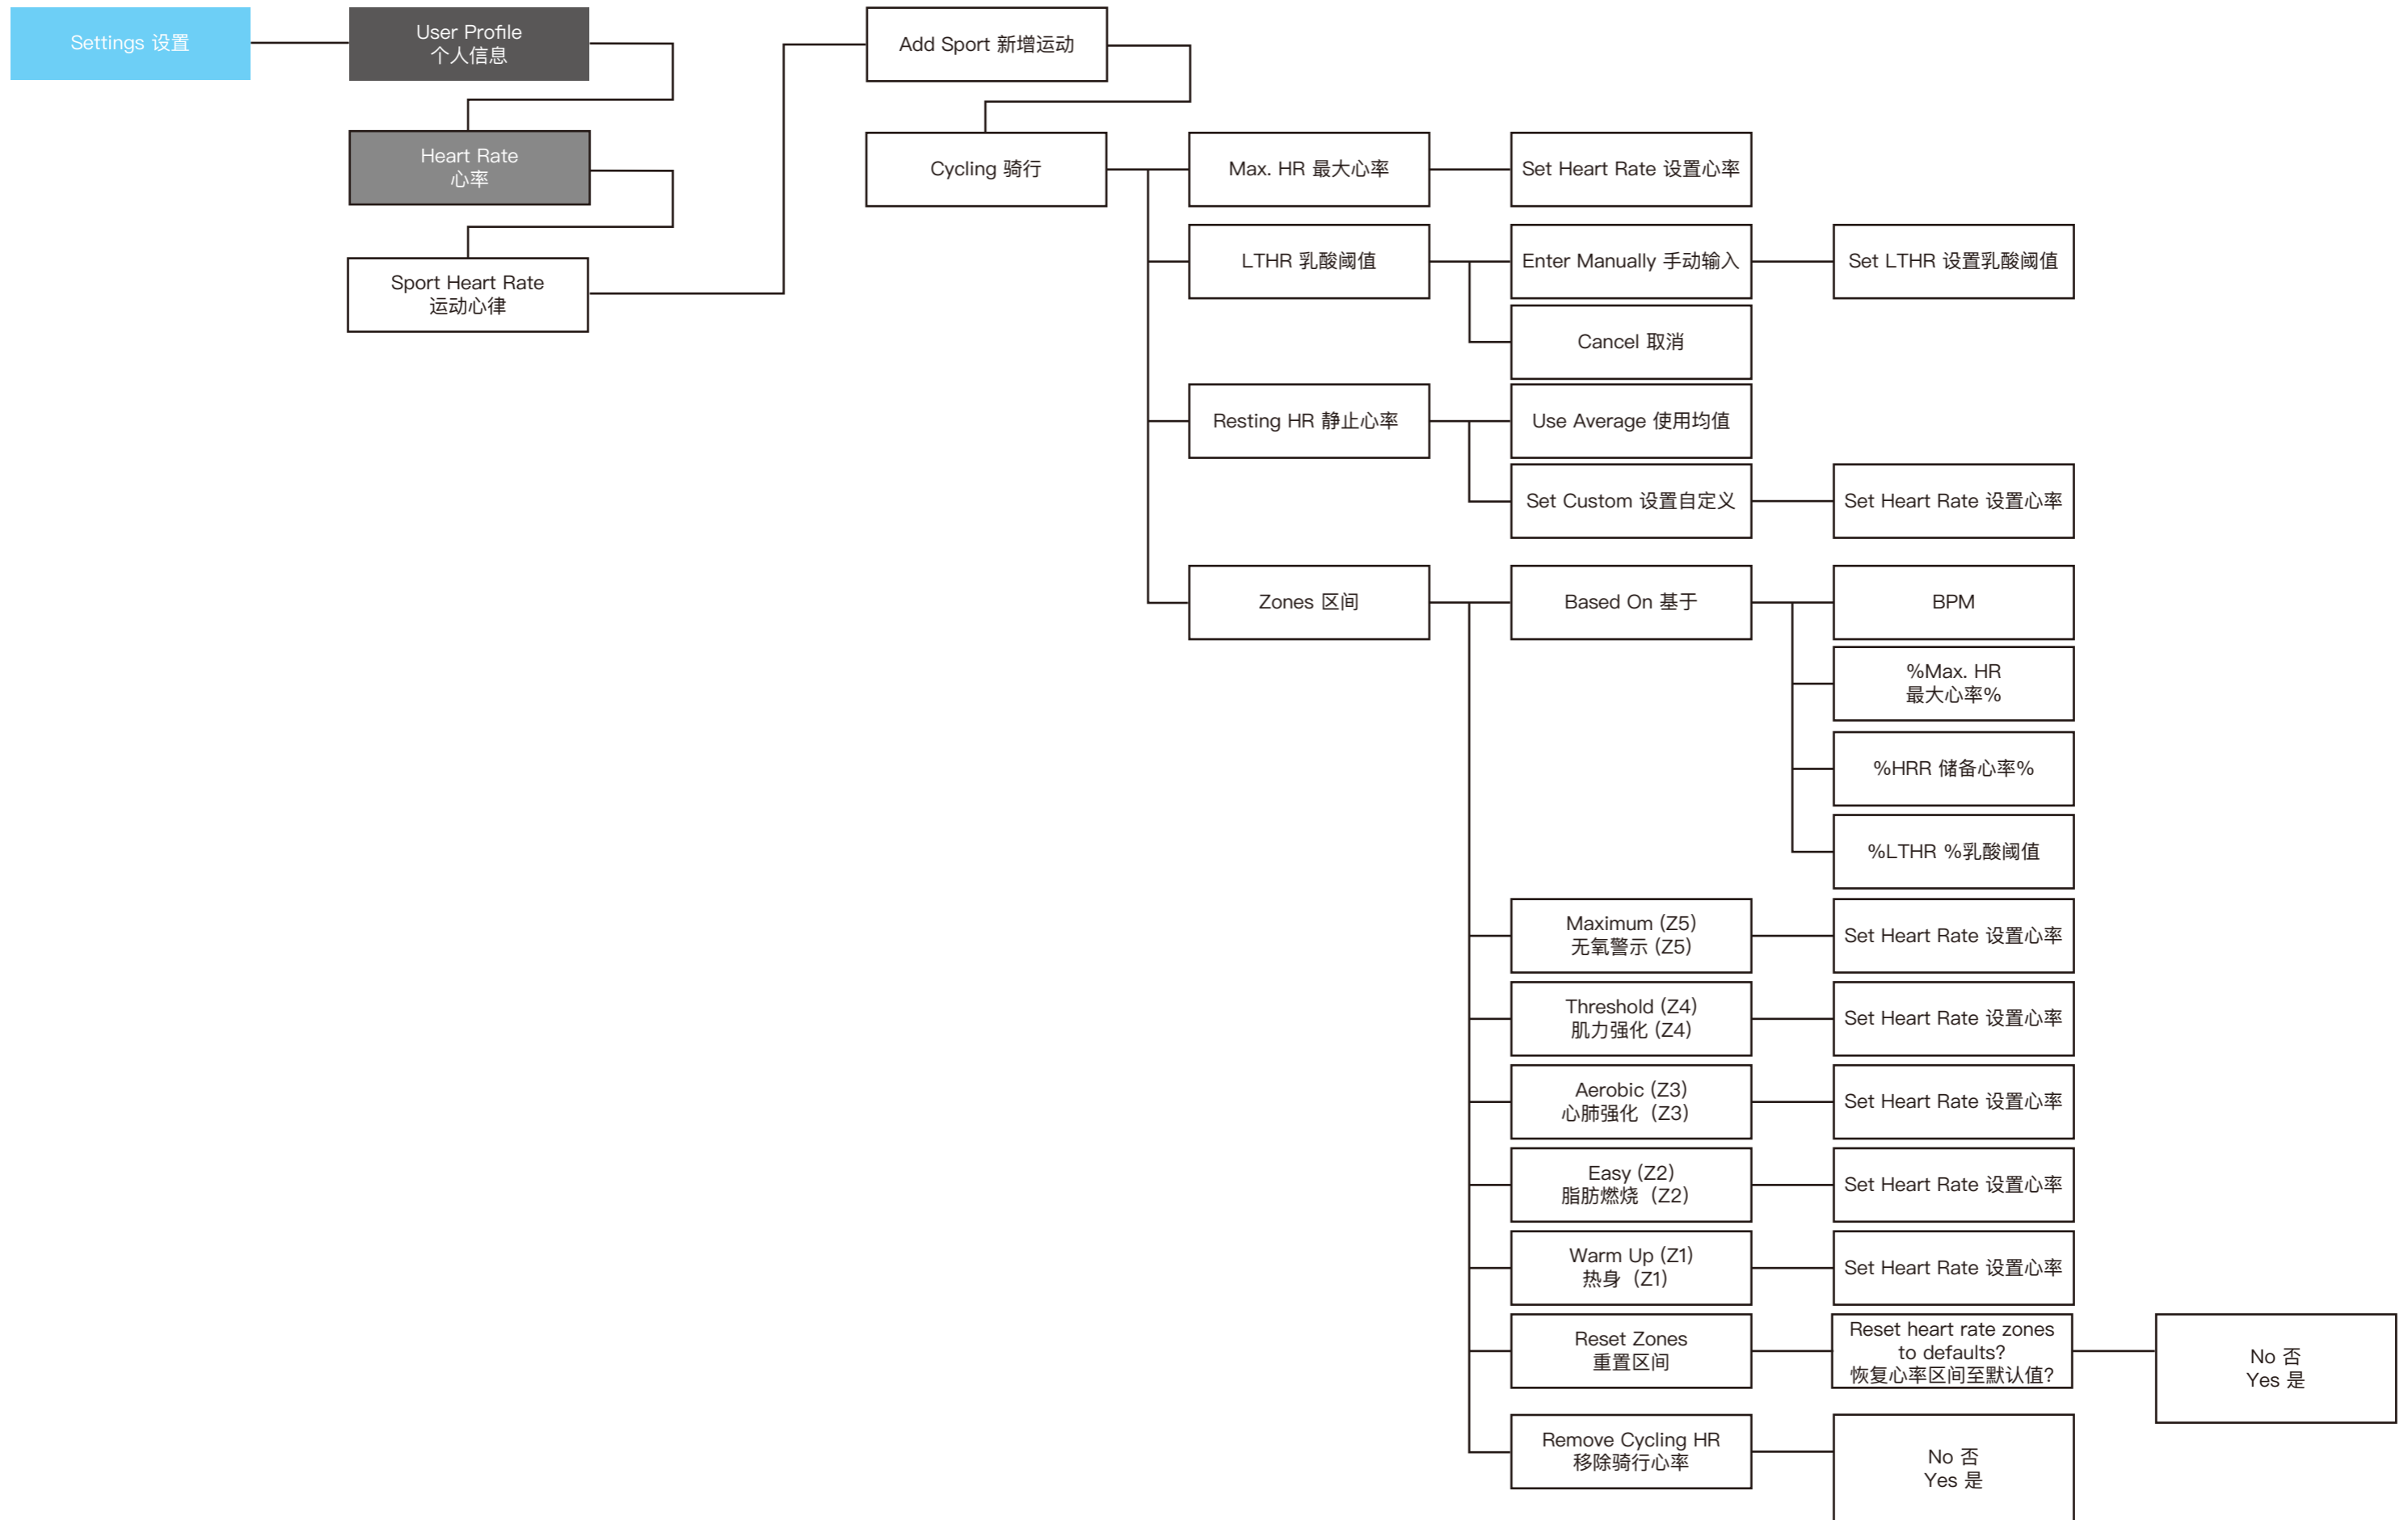 Settings 设置
User Profile
个人信息
Heart Rate
心率
Sport Heart Rate
运动心律
Add Sport 新增运动
Cycling 骑行
Max. HR 最大心率
Set Heart Rate 设置心率
LTHR 乳酸阈值
Enter Manually 手动输入
Set LTHR 设置乳酸阈值
Cancel 取消
Resting HR 静止心率
Use Average 使用均值
Set Custom 设置自定义
Set Heart Rate 设置心率
Zones 区间
Based On 基于
BPM
%Max. HR
最大心率%
%HRR 储备心率%
%LTHR %乳酸阈值
Maximum (Z5)
无氧警示 (Z5)
Set Heart Rate 设置心率
Threshold (Z4)
肌力强化 (Z4)
Set Heart Rate 设置心率
Aerobic (Z3)
心肺强化（Z3)
Set Heart Rate 设置心率
Easy (Z2)
脂肪燃烧（Z2)
Set Heart Rate 设置心率
Warm Up (Z1)
热身（Z1)
Set Heart Rate 设置心率
Reset Zones
重置区间
Reset heart rate zones
to defaults?
恢复心率区间至默认值?
No 否
Yes 是
Remove Cycling HR
移除骑行心率
No 否
Yes 是